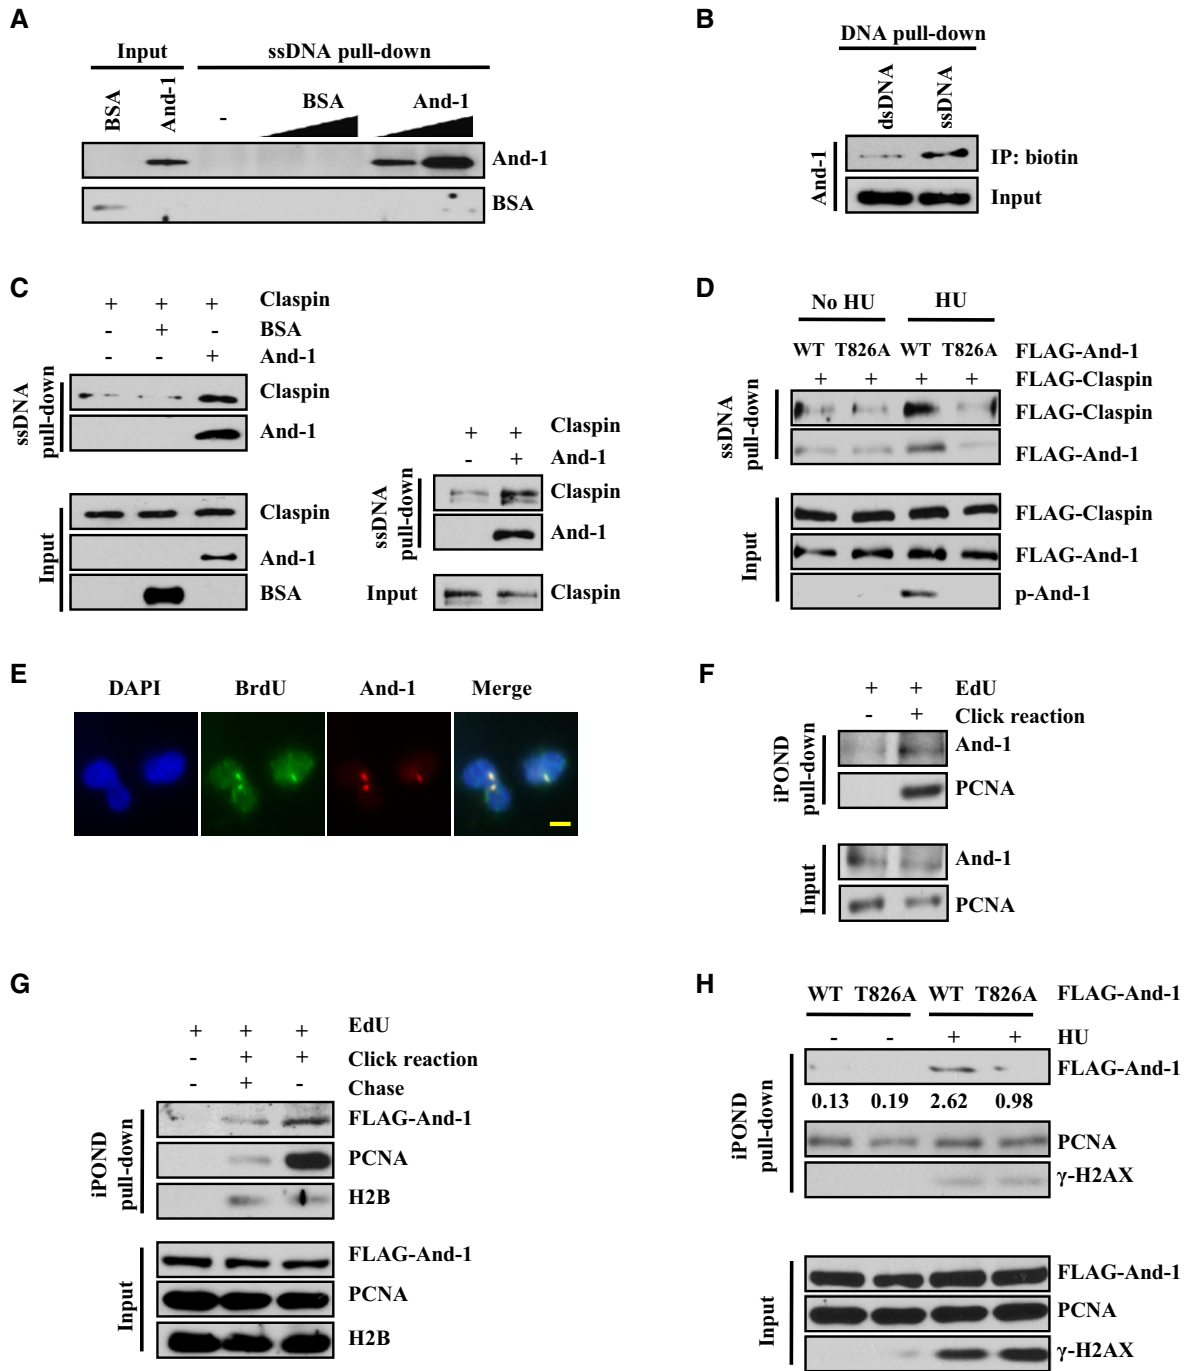 A
Input ssDNA pull-down
BSA And-1 - BSA And-1
And-1
BSA
B
DNA pull-down
dsDNA ssDNA
And-1
IP: biotin
Input
C
+ + + Claspin
- + - BSA
- - + And-1
ssDNA pull-down
Claspin
And-1
Input
Claspin
And-1
BSA
+ + Claspin
- + And-1
ssDNA pull-down
Claspin
And-1
Input Claspin
D
No HU HU
WT T826A WT T826A FLAG-And-1
+ + + + FLAG-Claspin
ssDNA pull-down
FLAG-Claspin
FLAG-And-1
Input
FLAG-Claspin
FLAG-And-1
p-And-1
E
DAPI BrdU And-1 Merge
F
+ + EdU
- + Click reaction
iPOND pull-down
And-1
PCNA
Input
And-1
PCNA
G
+ + + EdU
- + + Click reaction
- + - Chase
iPOND pull-down
FLAG-And-1
PCNA
H2B
Input
FLAG-And-1
PCNA
H2B
H
WT T826A WT T826A FLAG-And-1
- - + + HU
iPOND pull-down
FLAG-And-1
0.13 0.19 2.62 0.98
PCNA
γ-H2AX
Input
FLAG-And-1
PCNA
γ-H2AX